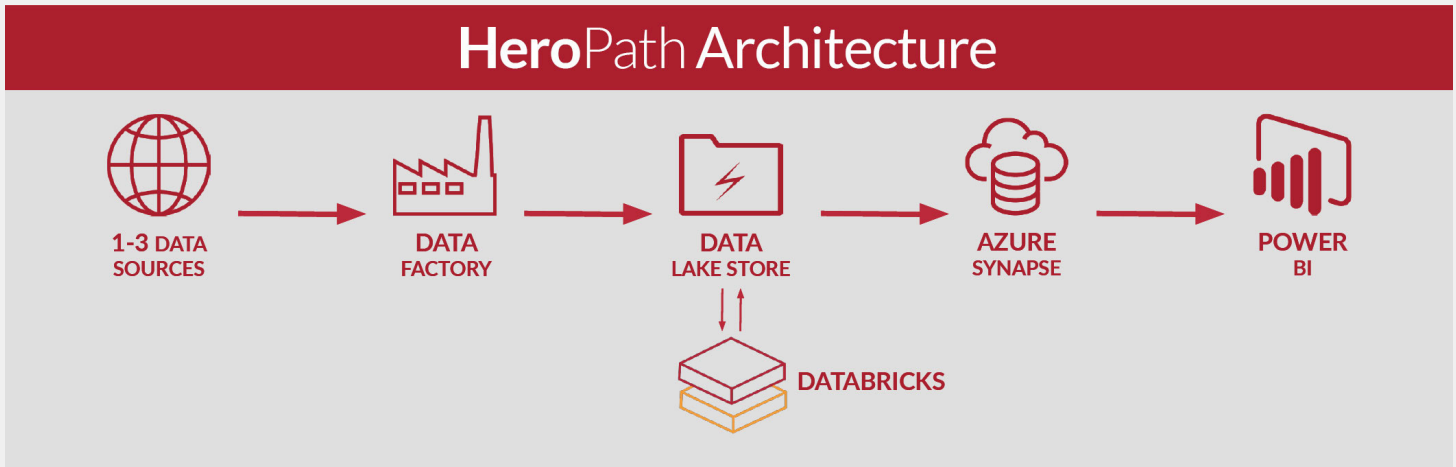 HeroPath Architecture
1-3 DATA
SOURCES
DATA
FACTORY
DATA
LAKE STORE
AZURE
SYNAPSE
POWER
BI
DATABRICKS